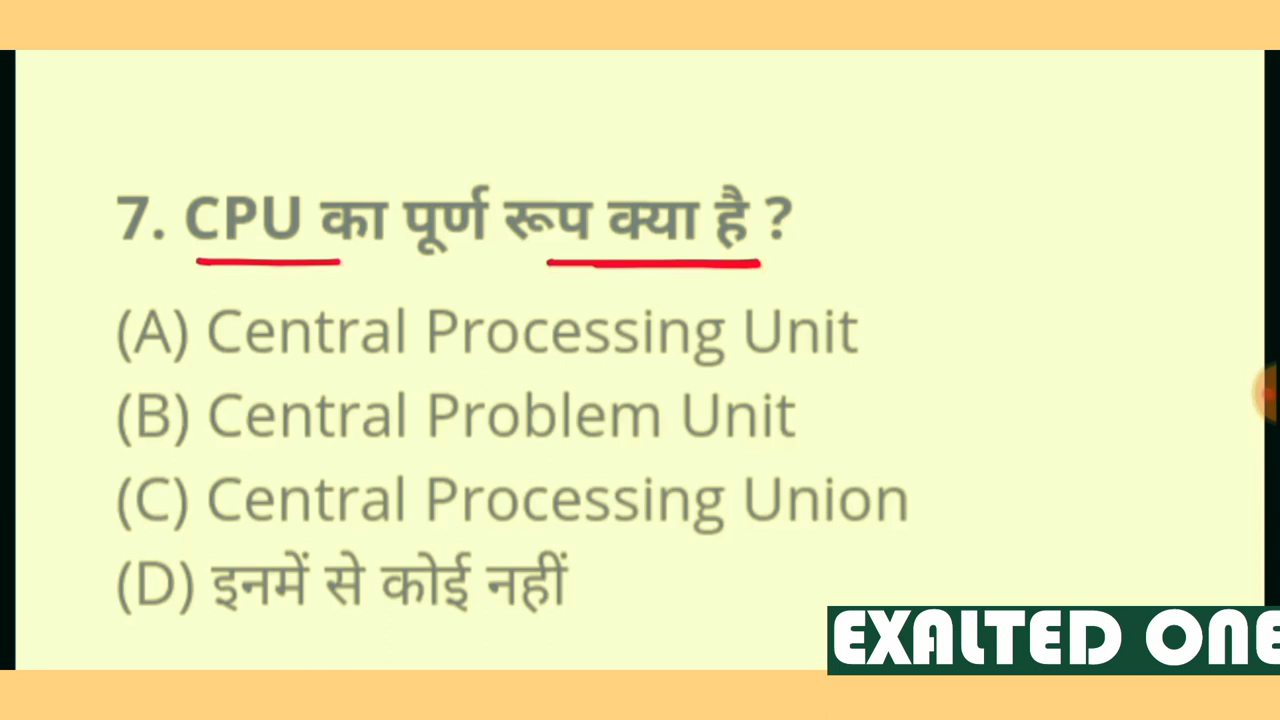 7. CPU का पूर्ण रूप क्या है ?
(A) Central Processing Unit
(B) Central Problem Unit
(C) Central Processing Union
(D) इनमें से कोई नहीं
EXALTED ONE